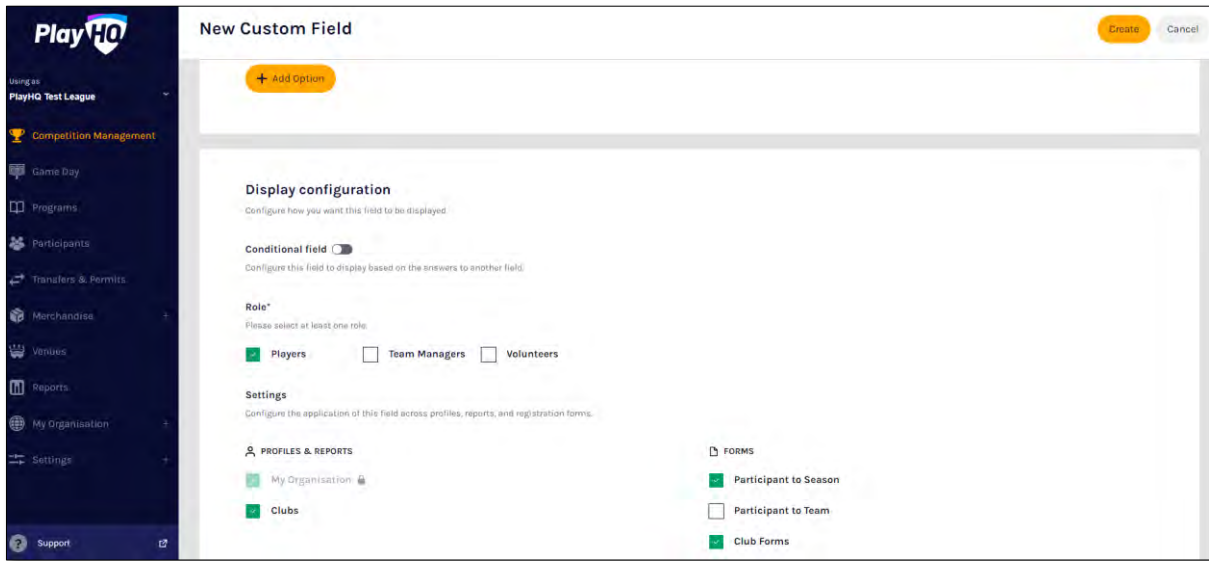 PlayHQ
New Custom Field
Create
Cancel
Using as
PlayHQ Test League
Competition Management
Game Day
Programs
Participants
Transfers & Permits
Merchandise +
Venues
Reports
My Organisation +
Settings +
? Support
+ Add Option
Display configuration
Configure how you want this field to be displayed
Conditional field
Configure this field to display based on the answers to another field.
Role*
Please select at least one role
Players Team Managers Volunteers
Settings
Configure the application of this field across profiles, reports, and registration forms.
PROFILES & REPORTS
My Organisation
Clubs
FORMS
Participant to Season
Participant to Team
Club Forms